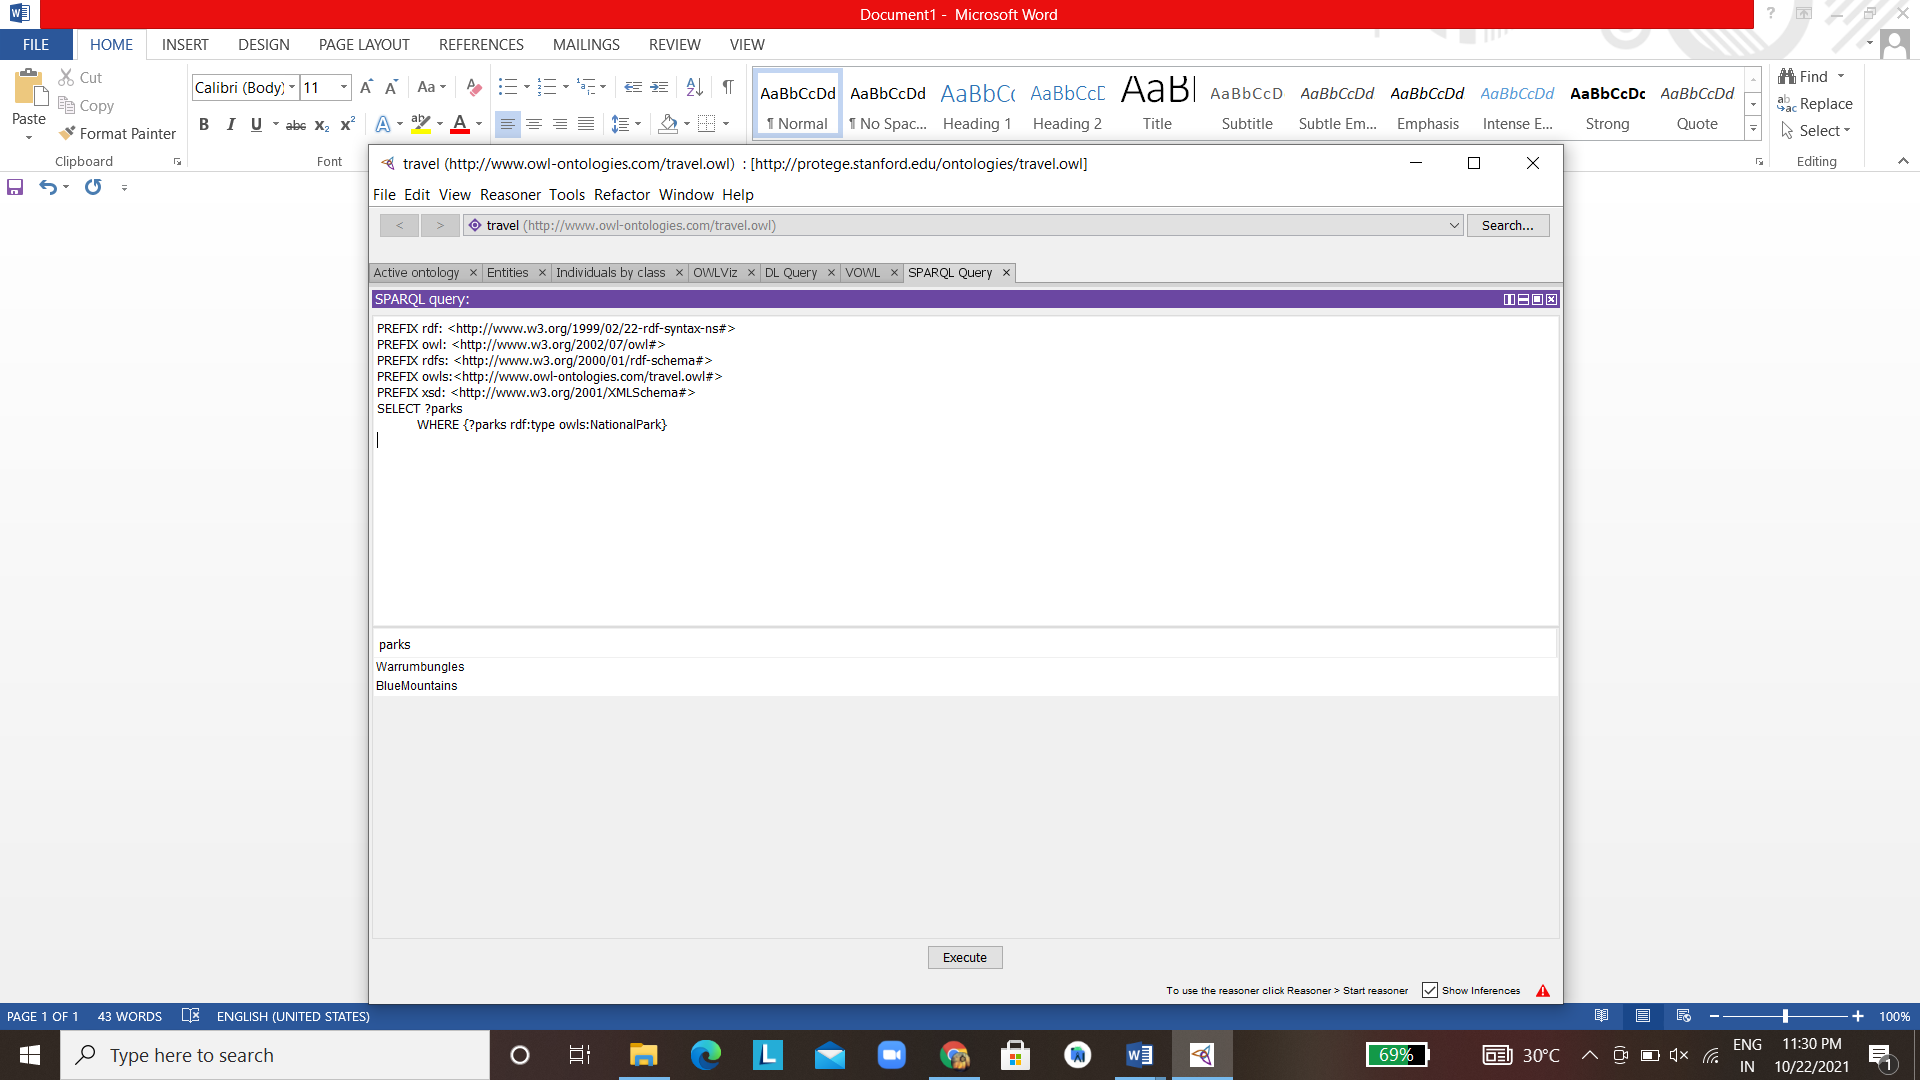 Document1 - Microsoft Word
FILE HOME INSERT DESIGN PAGE LAYOUT REFERENCES MAILINGS REVIEW VIEW
Paste
Cut
Copy
Format Painter
Clipboard
Calibri (Body) 11
Font
AaBbCcDd AaBbCcDd AaBbCc AaBbCcD AaBl AaBbCcD AaBbCcDd AaBbCcDd AaBbCcDd AaBbCcDc AaBbCcDd
¶ Normal ¶ No Spac... Heading 1 Heading 2 Title Subtitle Subtle Em... Emphasis Intense E... Strong Quote
Find
Replace
Select
Editing
travel (http://www.owl-ontologies.com/travel.owl) : [http://protege.stanford.edu/ontologies/travel.owl]
File Edit View Reasoner Tools Refactor Window Help
< > travel (http://www.owl-ontologies.com/travel.owl) Search...
Active ontology × Entities × Individuals by class × OWLViz × DL Query × VOWL × SPARQL Query ×
SPARQL query:
PREFIX rdf: <http://www.w3.org/1999/02/22-rdf-syntax-ns#>
PREFIX owl: <http://www.w3.org/2002/07/owl#>
PREFIX rdfs: <http://www.w3.org/2000/01/rdf-schema#>
PREFIX owls:<http://www.owl-ontologies.com/travel.owl#>
PREFIX xsd: <http://www.w3.org/2001/XMLSchema#>
SELECT ?parks
WHERE {?parks rdf:type owls:NationalPark}
parks
Warrumbungles
BlueMountains
Execute
To use the reasoner click Reasoner > Start reasoner Show Inferences
PAGE 1 OF 1 43 WORDS ENGLISH (UNITED STATES) 100%
Type here to search
69%
30°C
ENG
IN
11:30 PM
10/22/2021
1